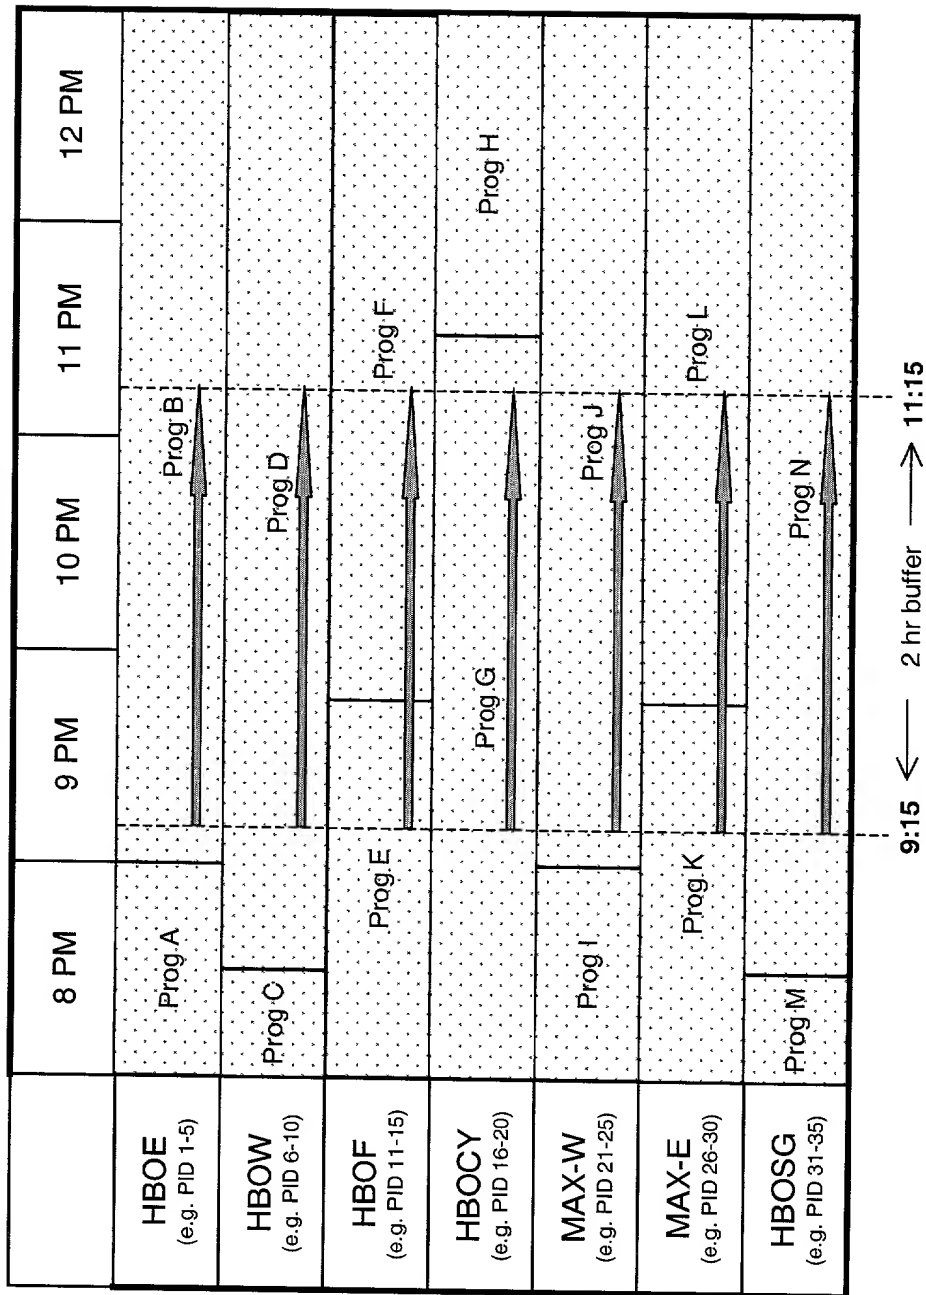 8 PM
9 PM
10 PM
11 PM
12 PM
HBOE
(e.g. PID 1-5)
Prog A
Prog B
HBOW
(e.g. PID 6-10)
Prog C
Prog D
HBOF
(e.g. PID 11-15)
Prog E
Prog F
HBOCY
(e.g. PID 16-20)
Prog G
Prog H
MAX-W
(e.g. PID 21-25)
Prog I
Prog J
MAX-E
(e.g. PID 26-30)
Prog K
Prog L
HBOSG
(e.g. PID 31-35)
Prog M
Prog N
9:15 ← 2 hr buffer → 11:15